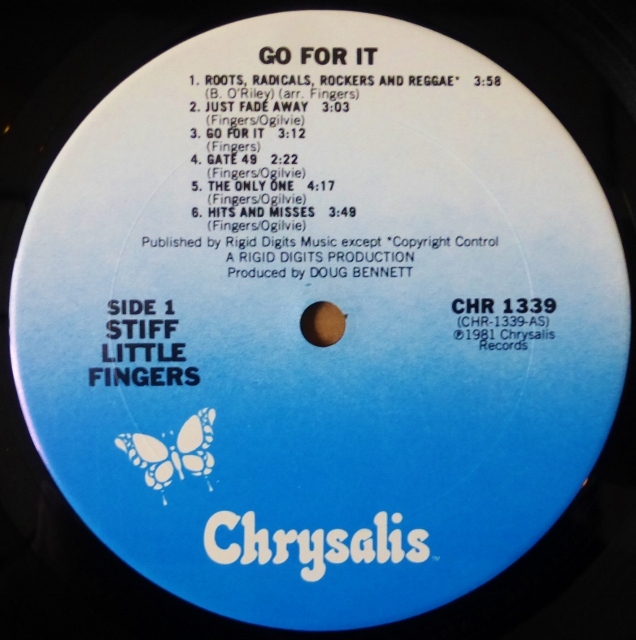 GO FOR IT
1. ROOTS, RADICALS, ROCKERS AND REGGAE* 3:58
(B. O'Riley) (arr. Fingers)
2. JUST FADE AWAY 3:03
(Fingers/Ogilvie)
3. GO FOR IT 3:12
(Fingers)
4. GATE 49 2:22
(Fingers/Ogilvie)
5. THE ONLY ONE 4:17
(Fingers/Ogilvie)
6. HITS AND MISSES 3:49
(Fingers/Ogilvie)
Published by Rigid Digits Music except *Copyright Control
A RIGID DIGITS PRODUCTION
Produced by DOUG BENNETT
SIDE 1
STIFF
LITTLE
FINGERS
CHR 1339
(CHR-1339-AS)
℗1981 Chrysalis
Records
Chrysalis™